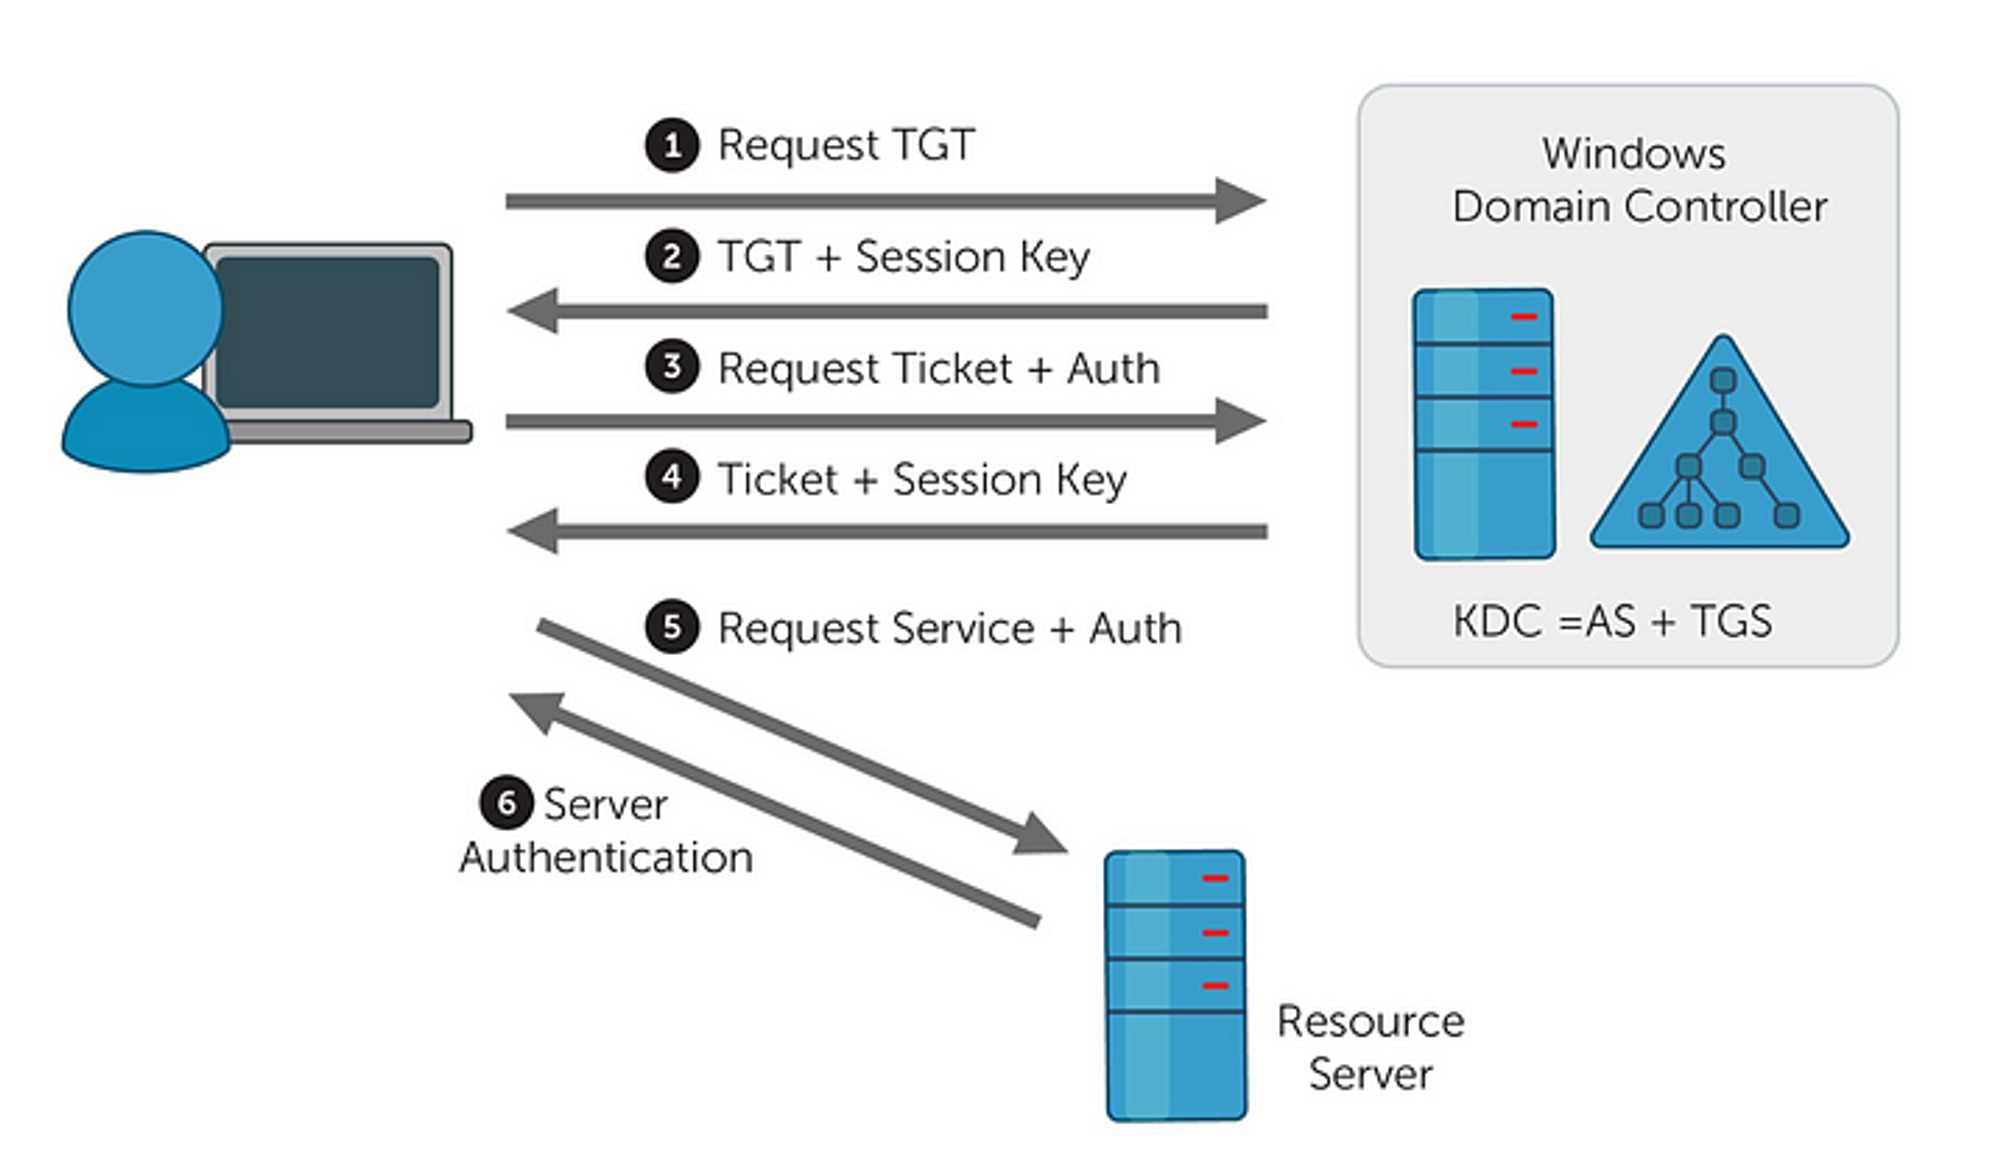 1 Request TGT
2 TGT + Session Key
3 Request Ticket + Auth
4 Ticket + Session Key
5 Request Service + Auth
6 Server
Authentication
Windows
Domain Controller
KDC =AS + TGS
Resource
Server